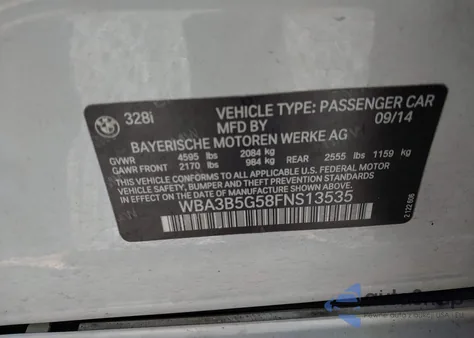 328i VEHICLE TYPE: PASSENGER CAR
MFD BY 09/14
BAYERISCHE MOTOREN WERKE AG
GVWR 4595 lbs 2084 kg
GAWR FRONT 2170 lbs 984 kg REAR 2555 lbs 1159 kg
THIS VEHICLE CONFORMS TO ALL APPLICABLE U.S. FEDERAL MOTOR
VEHICLE SAFETY, BUMPER, AND THEFT PREVENTION STANDARDS IN
EFFECT ON THE DATE OF MANUFACTURE SHOWN ABOVE.
WBA3B5G58FNS13535